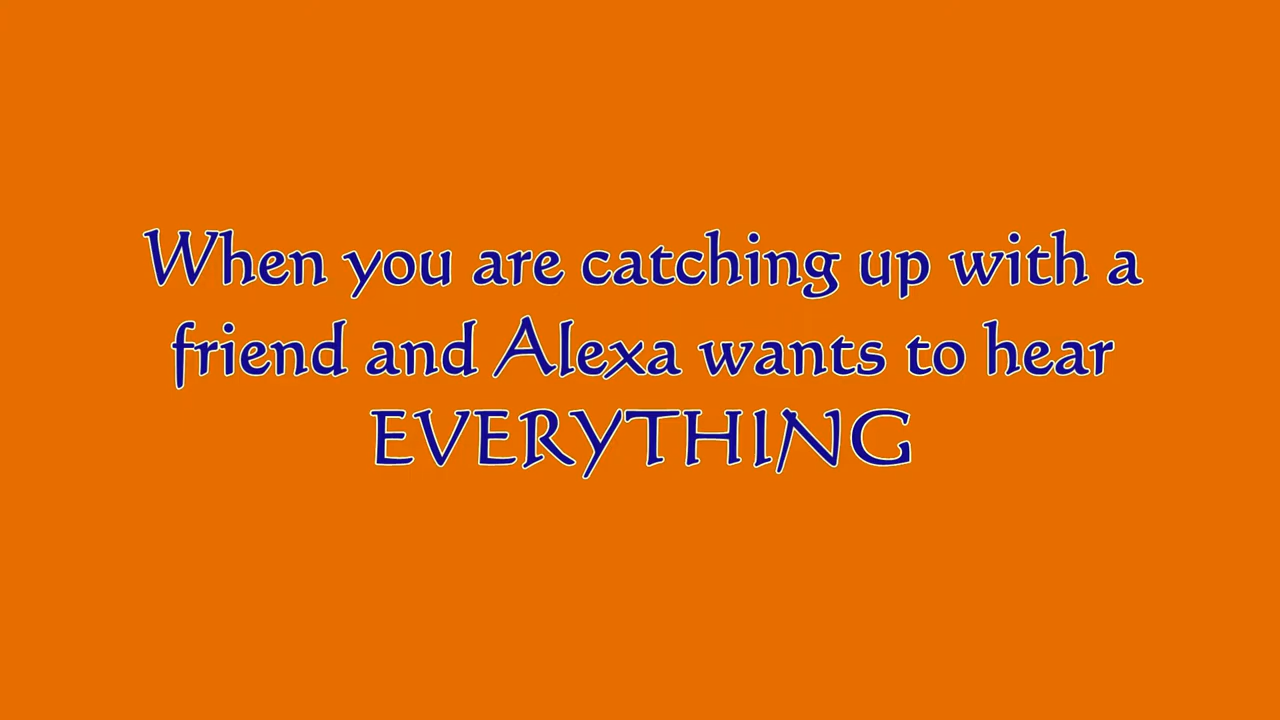 When you are catching up with a
friend and Alexa wants to hear
EVERYTHING